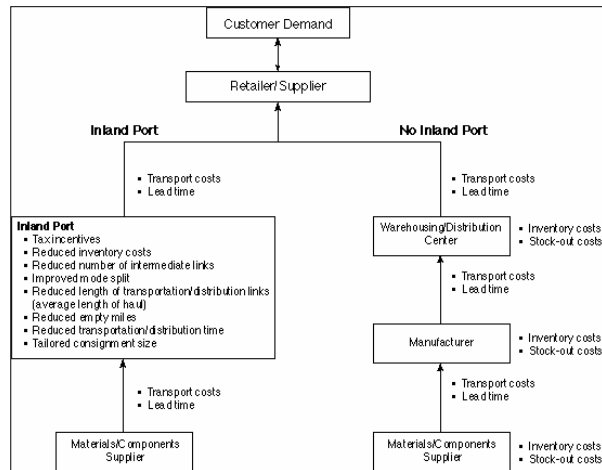 Customer Demand
Retailer/Supplier
Inland Port
No Inland Port
▪ Transport costs
▪ Lead time
▪ Transport costs
▪ Lead time
Inland Port
▪ Tax incentives
▪ Reduced inventory costs
▪ Reduced number of intermediate links
▪ Improved mode split
▪ Reduced length of transportation/distribution links
(average length of haul)
▪ Reduced empty miles
▪ Reduced transportation/distribution time
▪ Tailored consignment size
Warehousing/Distribution
Center
▪ Inventory costs
▪ Stock-out costs
▪ Transport costs
▪ Lead time
Manufacturer
▪ Inventory costs
▪ Stock-out costs
▪ Transport costs
▪ Lead time
▪ Transport costs
▪ Lead time
Materials/Components
Supplier
Materials/Components
Supplier
▪ Inventory costs
▪ Stock-out costs